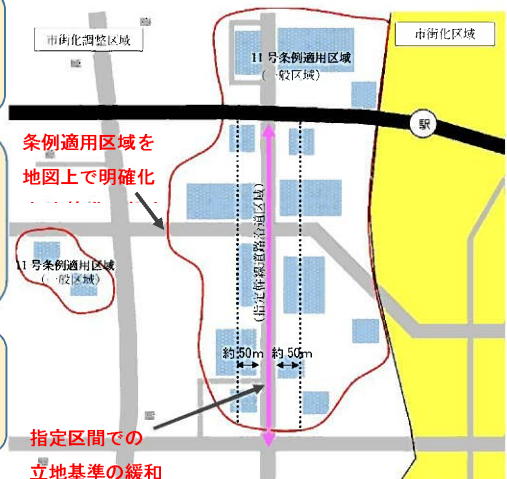 市街化調整区域
11号条例適用区域
(一般区域)
市街化区域
駅
条例適用区域を
地図上で明確化
(指定幹線道路沿道区域)
11号条例適用区域
(一般区域)
約50m
約50m
指定区間での
立地基準の緩和